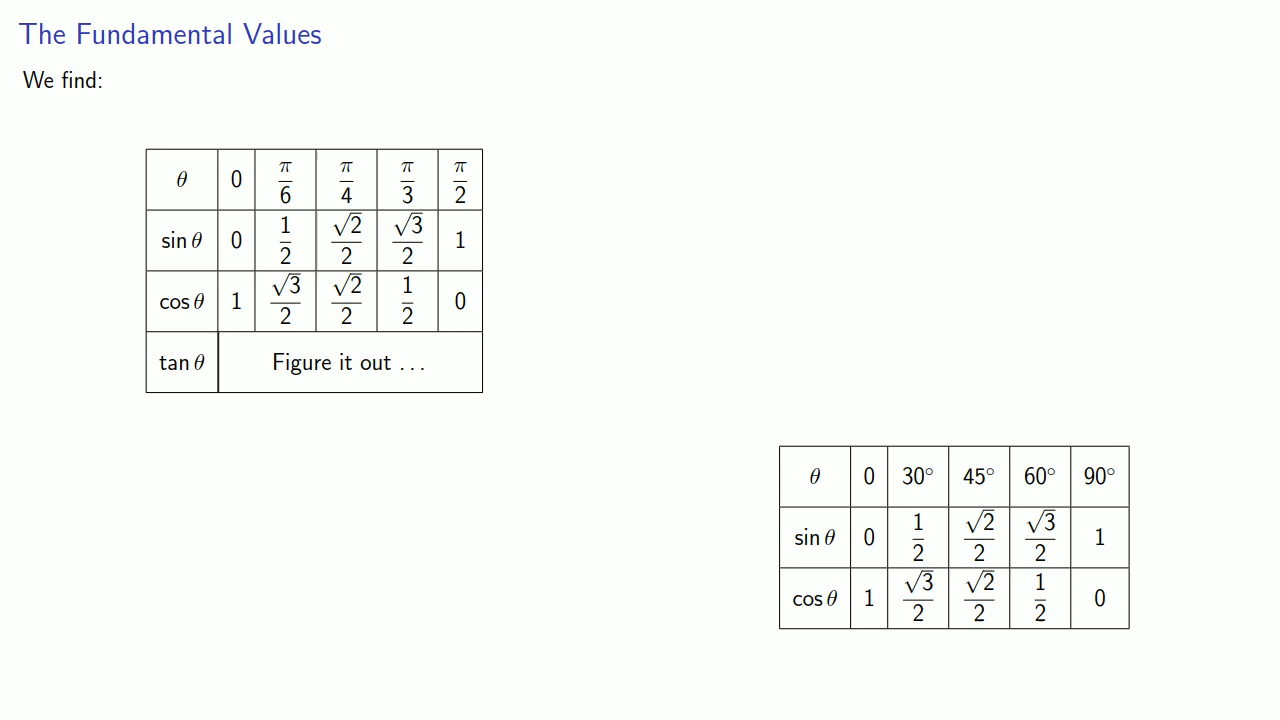 The Fundamental Values
We find:
θ 0 π/6 π/4 π/3 π/2
sin θ 0 1/2 √2/2 √3/2 1
cos θ 1 √3/2 √2/2 1/2 0
tan θ Figure it out . . .
θ 0 30° 45° 60° 90°
sin θ 0 1/2 √2/2 √3/2 1
cos θ 1 √3/2 √2/2 1/2 0